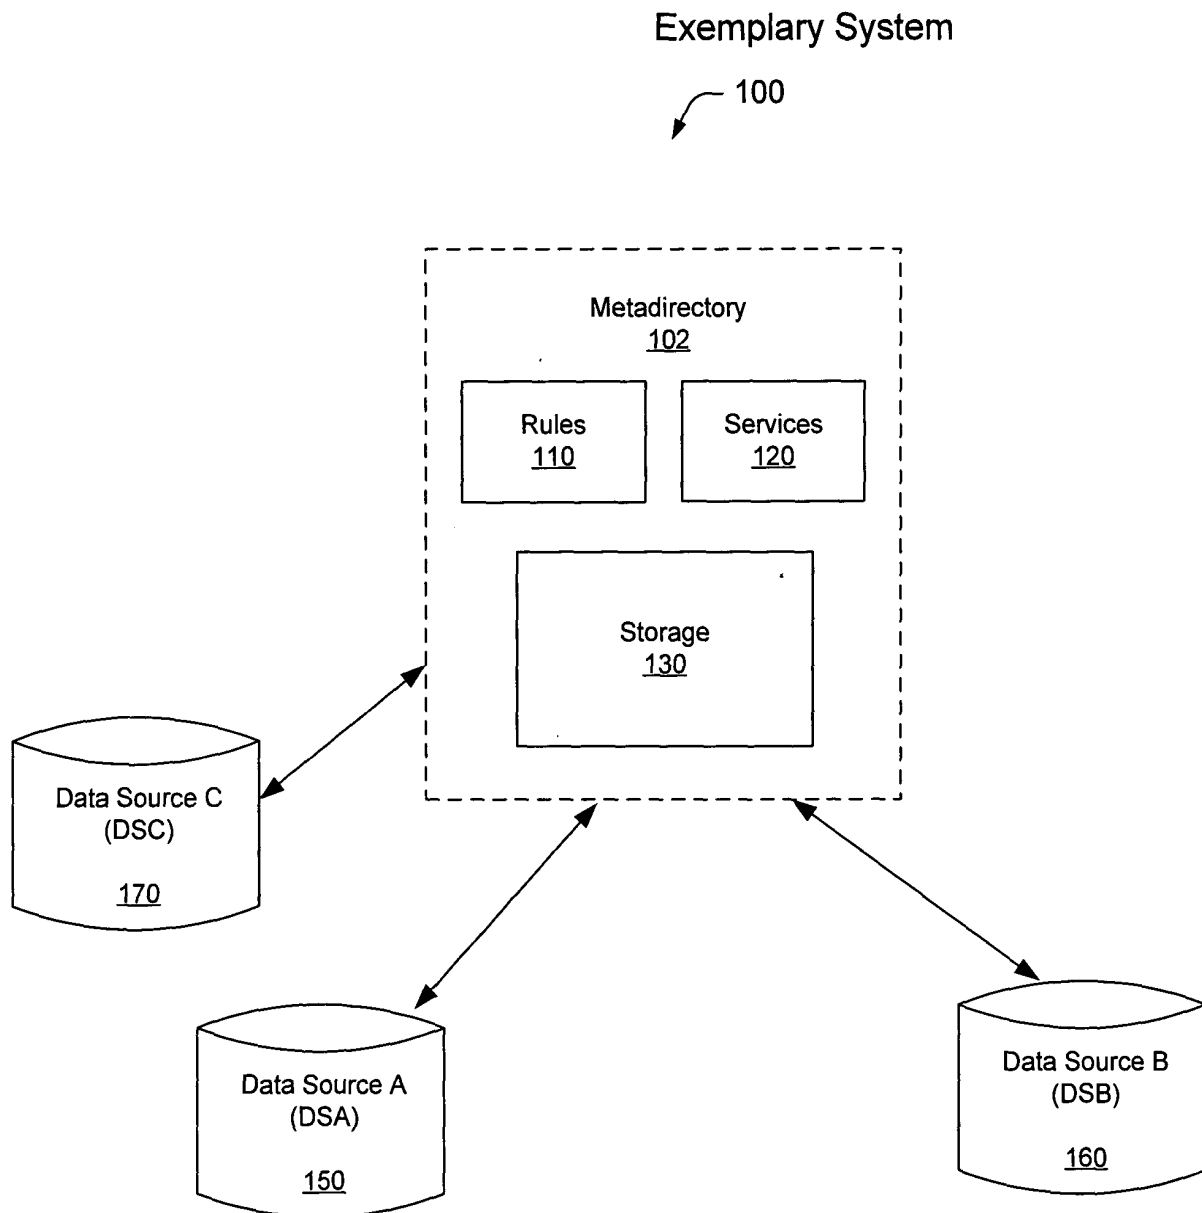 Exemplary System
100
Metadirectory
102
Rules
110
Services
120
Storage
130
Data Source C
(DSC)
170
Data Source A
(DSA)
150
Data Source B
(DSB)
160